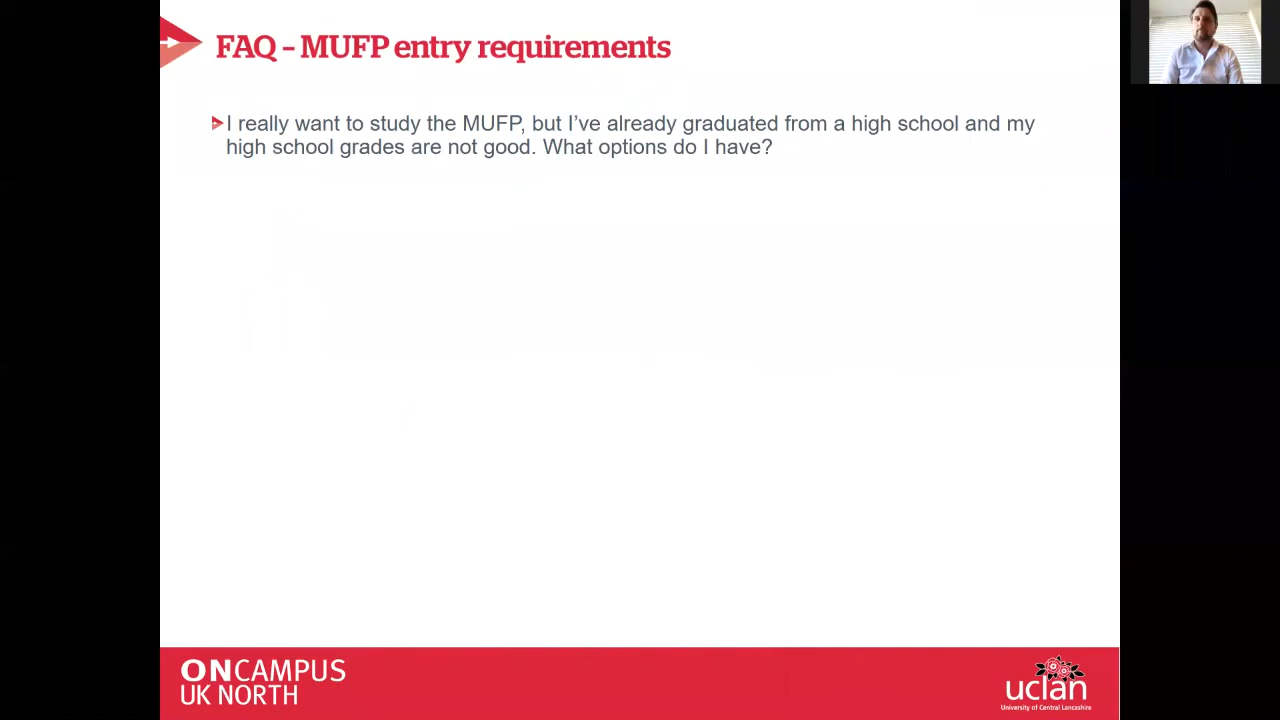 FAQ – MUFP entry requirements
I really want to study the MUFP, but I've already graduated from a high school and my
high school grades are not good. What options do I have?
ONCAMPUS
UK NORTH
uclan
University of Central Lancashire